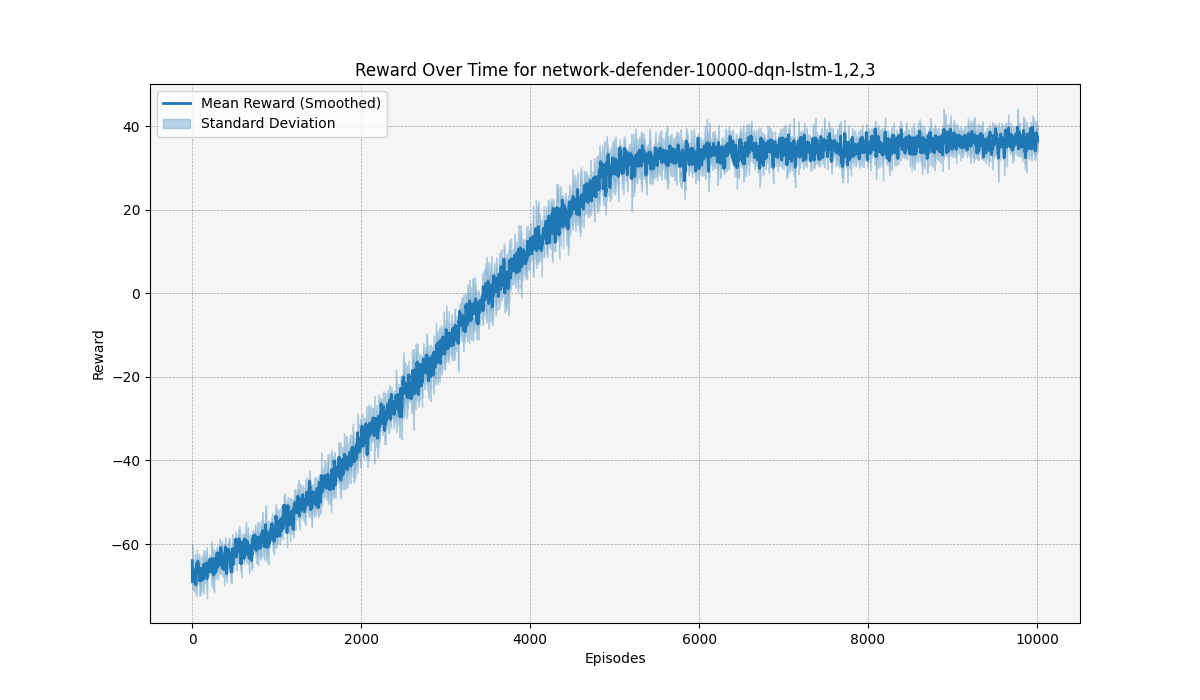 Reward Over Time for network-defender-10000-dqn-lstm-1,2,3
Mean Reward (Smoothed)
Standard Deviation
40
20
0
−20
−40
−60
Reward
0 2000 4000 6000 8000 10000
Episodes